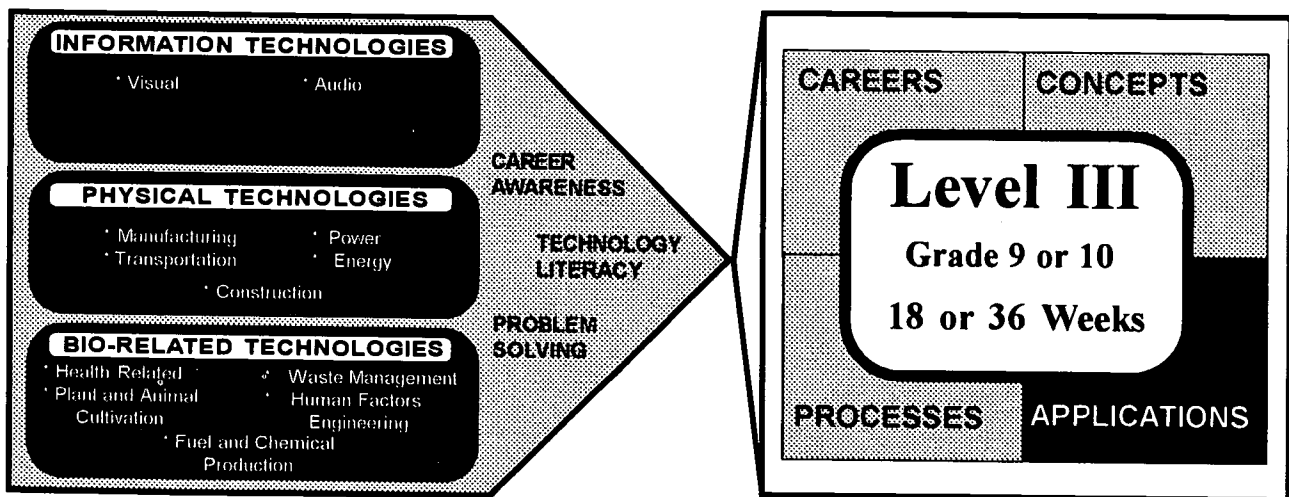 INFORMATION TECHNOLOGIES
· Visual
· Audio
PHYSICAL TECHNOLOGIES
· Manufacturing
· Power
· Transportation
· Energy
· Construction
BIO-RELATED TECHNOLOGIES
· Health Related
· Waste Management
· Plant and Animal
Cultivation
· Human Factors
Engineering
· Fuel and Chemical
Production
CAREER
AWARENESS
TECHNOLOGY
LITERACY
PROBLEM
SOLVING
CAREERS
CONCEPTS
Level III
Grade 9 or 10
18 or 36 Weeks
PROCESSES
APPLICATIONS